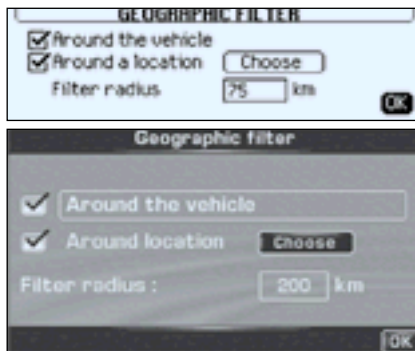 GEOGRAPHIC FILTER
Around the vehicle
Around a location Choose
Filter radius 75 km
OK
Geographic filter
Around the vehicle
Around location Choose
Filter radius : 200 km
OK